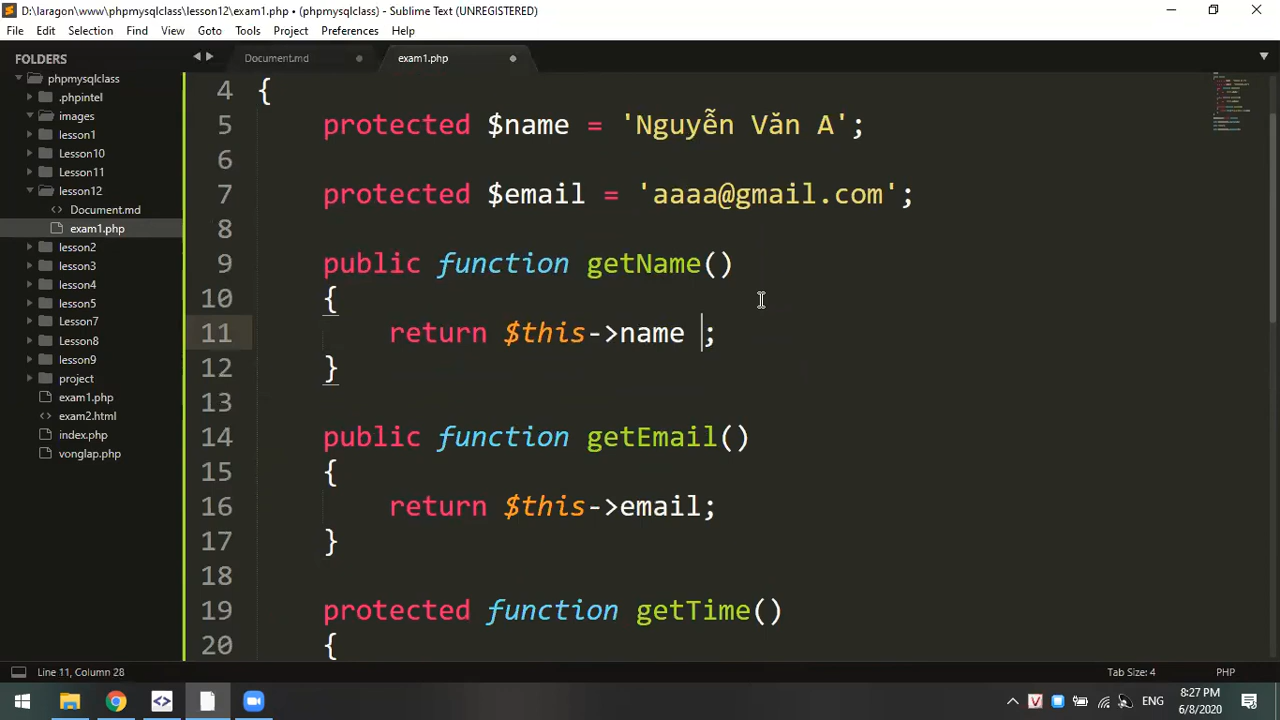 D:\laragon\www\phpmysqlclass\lesson12\exam1.php • (phpmysqlclass) - Sublime Text (UNREGISTERED)
File Edit Selection Find View Goto Tools Project Preferences Help
FOLDERS
phpmysqlclass
.phpintel
images
lesson1
Lesson10
Lesson11
lesson12
Document.md
exam1.php
lesson2
lesson3
lesson4
lesson5
Lesson7
Lesson8
lesson9
project
exam1.php
exam2.html
index.php
vonglap.php
Document.md exam1.php
4 {
5 protected $name = 'Nguyễn Văn A';
6
7 protected $email = 'aaaa@gmail.com';
8
9 public function getName()
10 {
11 return $this->name ;
12 }
13
14 public function getEmail()
15 {
16 return $this->email;
17 }
18
19 protected function getTime()
20 {
Line 11, Column 28 Tab Size: 4 PHP
V ENG 8:27 PM
6/8/2020